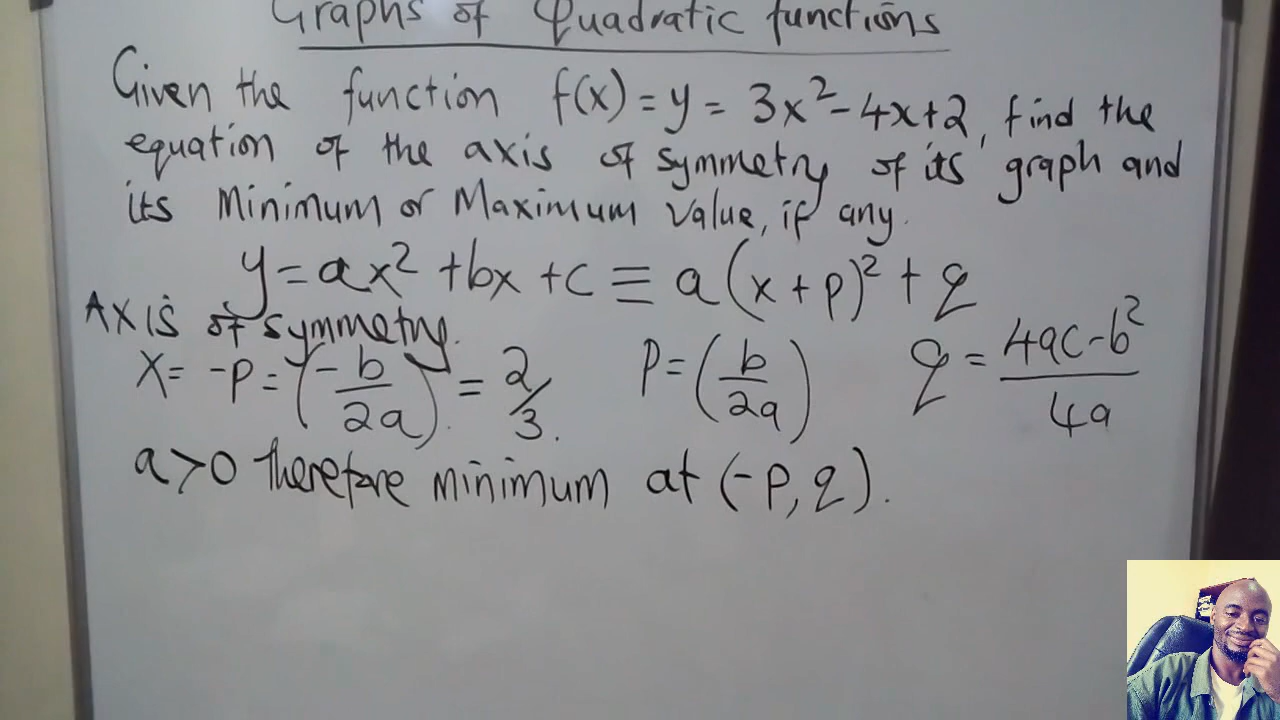 Graphs of Quadratic functions
Given the function f(x) = y = 3x² - 4x + 2, find the
equation of the axis of symmetry of its graph and
its Minimum or Maximum Value, if any.
y = ax² + bx + c ≡ a(x + p)² + q
Axis of symmetry.
x = -p = (-b/2a) = 2/3. p = (b/2a) q = (4ac - b²)/4a
a > 0 therefore minimum at (-p, q).